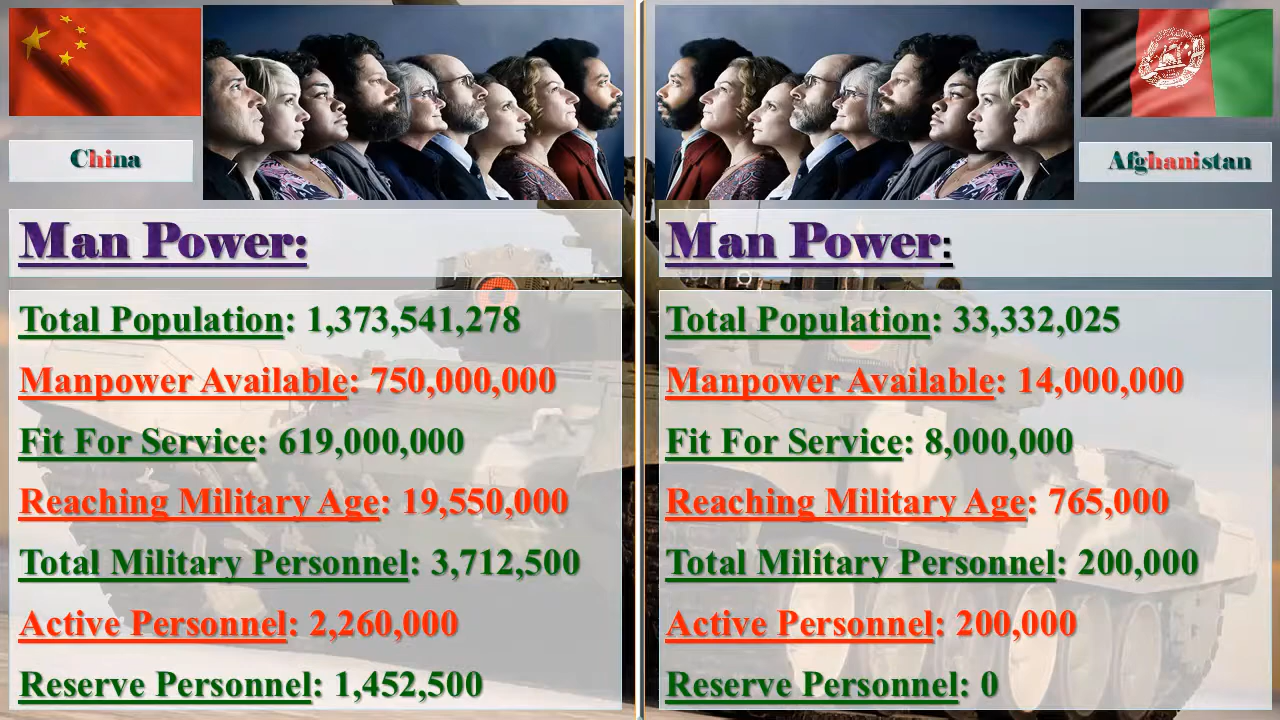 China
Man Power:
Total Population: 1,373,541,278
Manpower Available: 750,000,000
Fit For Service: 619,000,000
Reaching Military Age: 19,550,000
Total Military Personnel: 3,712,500
Active Personnel: 2,260,000
Reserve Personnel: 1,452,500
Afghanistan
Man Power:
Total Population: 33,332,025
Manpower Available: 14,000,000
Fit For Service: 8,000,000
Reaching Military Age: 765,000
Total Military Personnel: 200,000
Active Personnel: 200,000
Reserve Personnel: 0